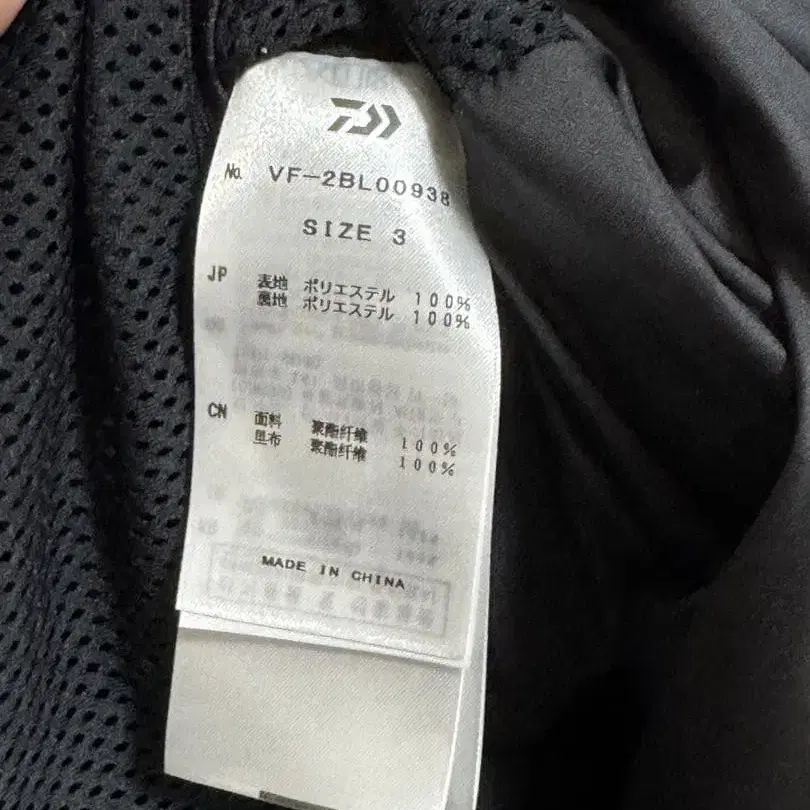 No. VF-2BL00938
SIZE 3
JP 表地 ポリエステル 100%
裏地 ポリエステル 100%
CN 面料 聚酯纤维 100%
里布 聚酯纤维 100%
MADE IN CHINA